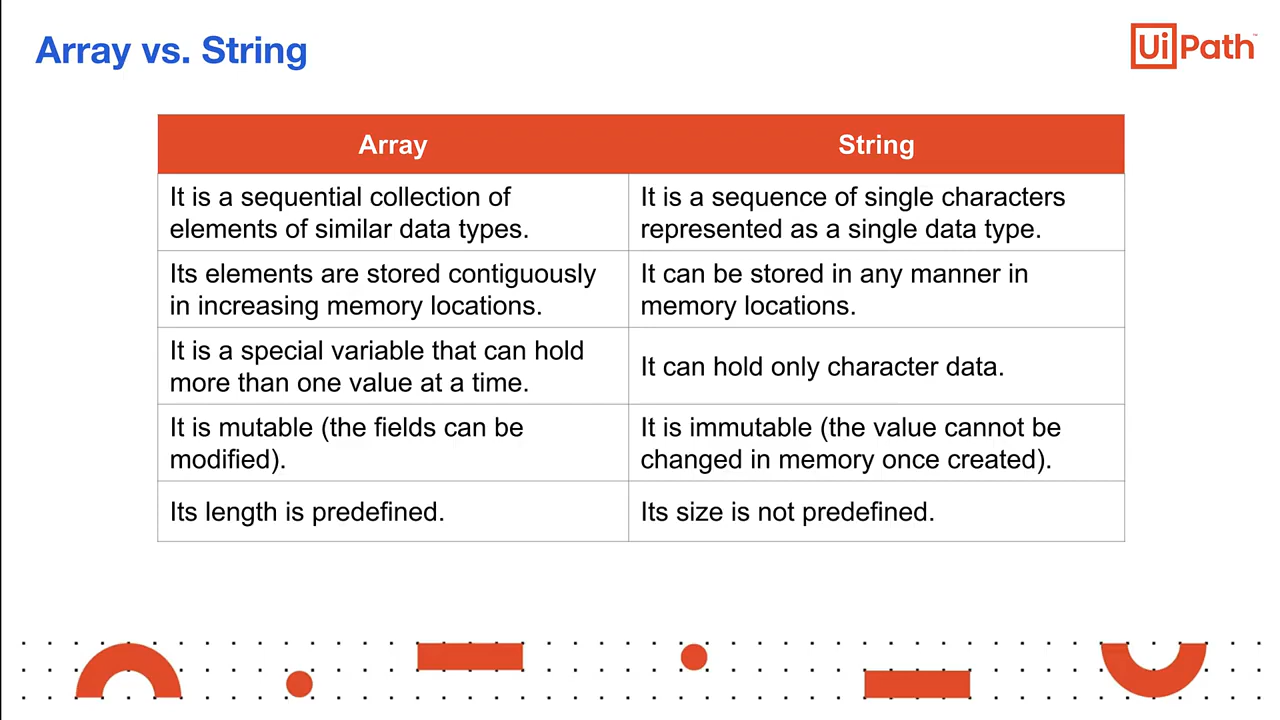 Array vs. String
UiPath™
Array
String
It is a sequential collection of
elements of similar data types.
It is a sequence of single characters
represented as a single data type.
Its elements are stored contiguously
in increasing memory locations.
It can be stored in any manner in
memory locations.
It is a special variable that can hold
more than one value at a time.
It can hold only character data.
It is mutable (the fields can be
modified).
It is immutable (the value cannot be
changed in memory once created).
Its length is predefined.
Its size is not predefined.